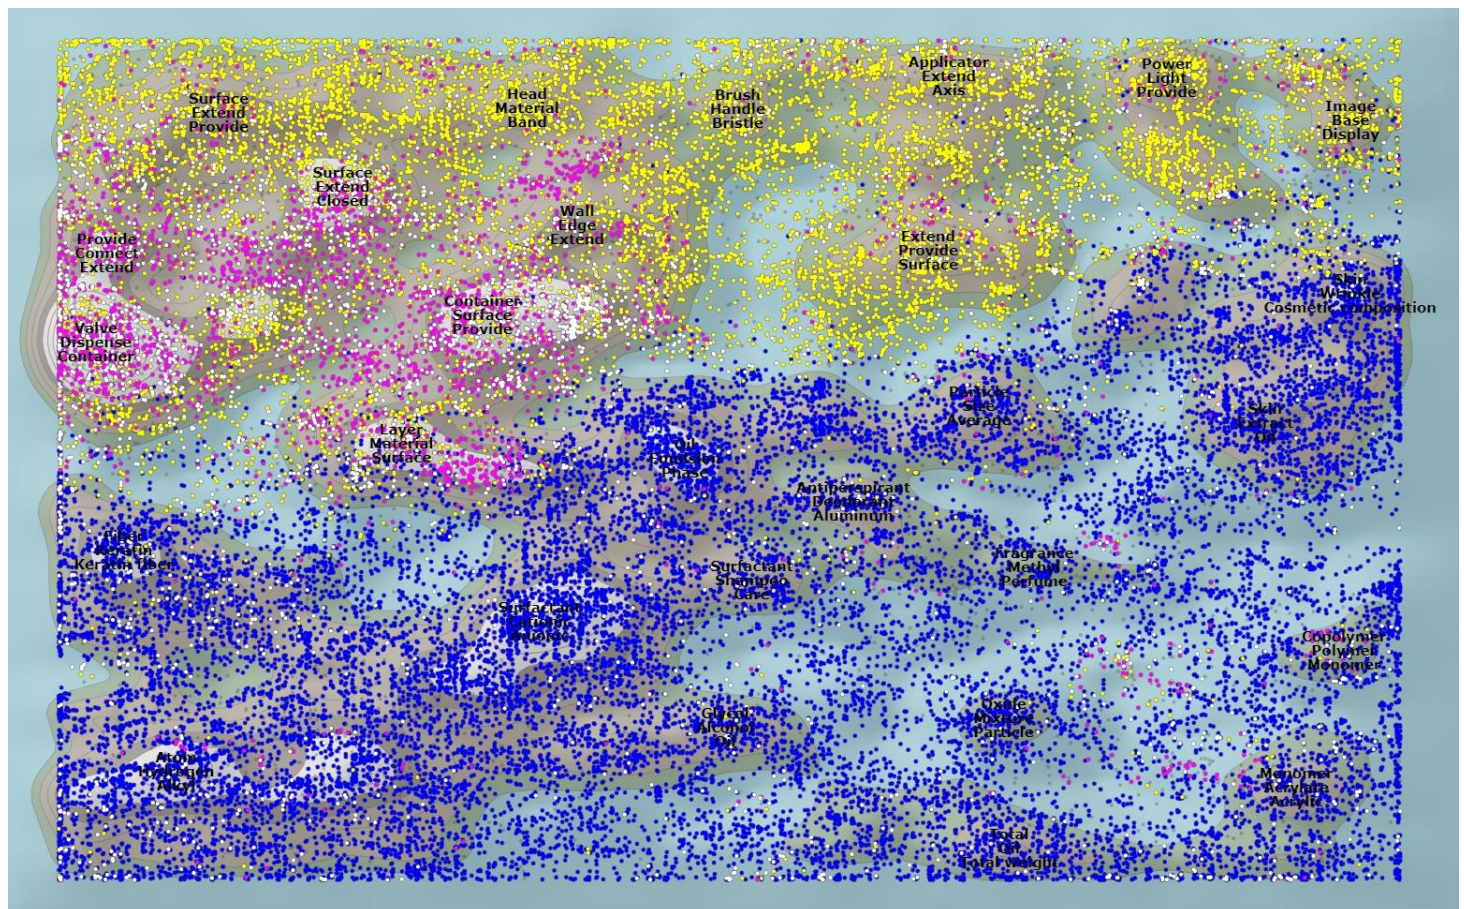 Surface
Extend
Provide
Head
Material
Band
Brush
Handle
Bristle
Applicator
Extend
Axis
Power
Light
Provide
Image
Base
Display
Surface
Extend
Closed
Wall
Edge
Extend
Provide
Connect
Extend
Extend
Provide
Surface
Skin
Wrinkle
Cosmetic composition
Container
Surface
Provide
Valve
Dispense
Container
Particle
Size
Average
Skin
Extract
Oil
Layer
Material
Surface
Oil
Emulsion
Phase
Antiperspirant
Deodorant
Aluminum
Fiber
Keratin
Keratin fiber
Surfactant
Shampoo
Care
Fragrance
Methyl
Perfume
Surfactant
Cationic
Anionic
Copolymer
Polymer
Monomer
Glycol
Alcohol
Oil
Oxide
Mixture
Particle
Atom
Hydrogen
Alkyl
Monomer
Acrylate
Acrylic
Total
Oil
Total weight